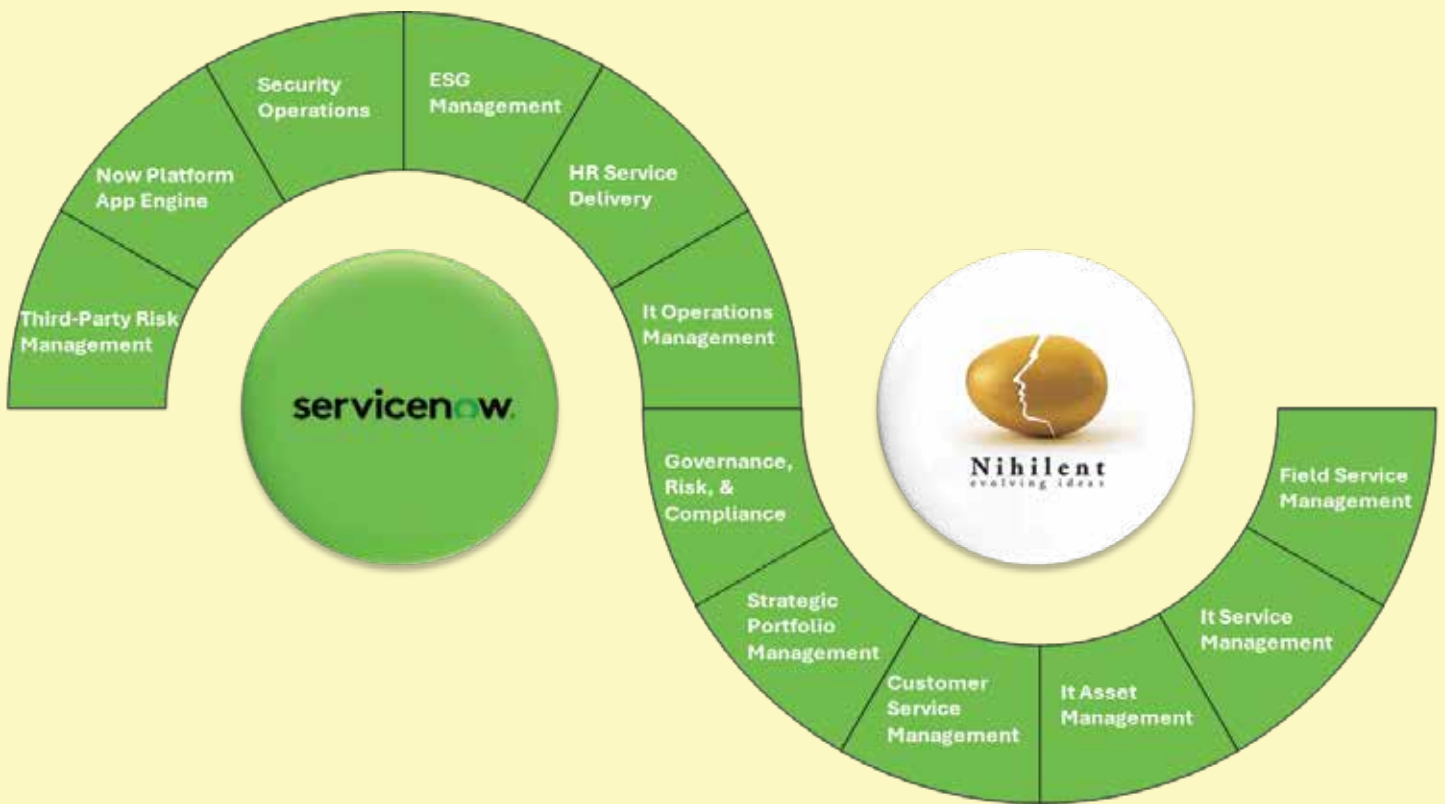 Third-Party Risk
Management
Now Platform
App Engine
Security
Operations
ESG
Management
HR Service
Delivery
It Operations
Management
servicenow.
Governance,
Risk, &
Compliance
Strategic
Portfolio
Management
Customer
Service
Management
It Asset
Management
It Service
Management
Field Service
Management
Nihilent
evolving ideas